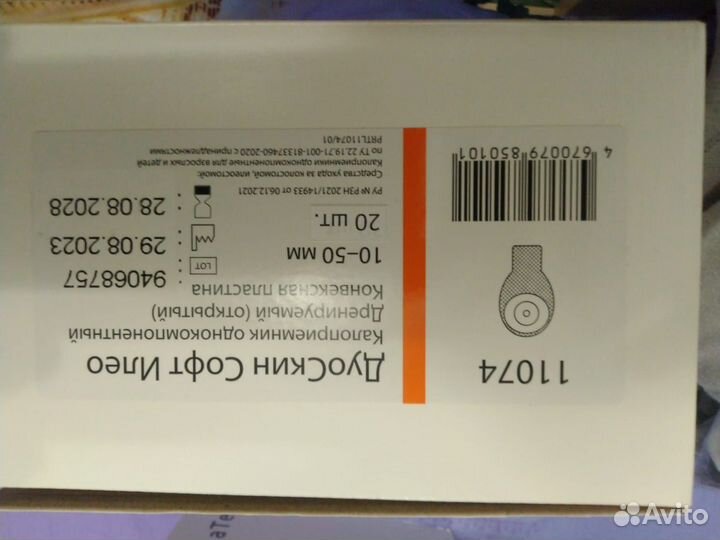 11074
4 670079 850101
ДуоСкин Софт Илео
Калоприемник однокомпонентный
Дренируемый (открытый)
Конвексная пластина
10–50 мм
20 шт.
LOT : 94068757
: 29.08.2023
: 28.08.2028
РУ № РЗН 2021/14933 от 06.12.2021
Средства ухода за колостомой, илеостомой:
Калоприемники однокомпонентные для взрослых и детей
по ТУ 22.19.71-001-81337460-2020 с принадлежностями
PRTL11074/01
Avito